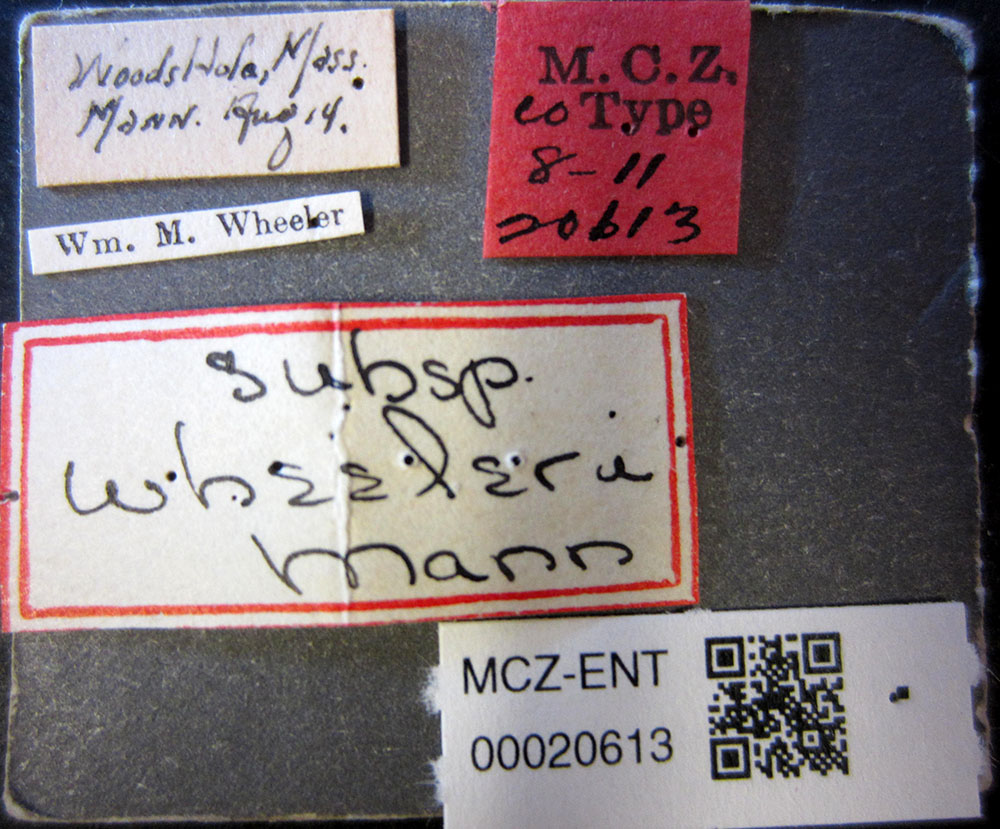 Woods Hole, Mass.
Mann. Aug 14.
Wm. M. Wheeler
M.C.Z.
co Type
8-11
20613
subsp.
wheeleri
mann
MCZ-ENT
00020613